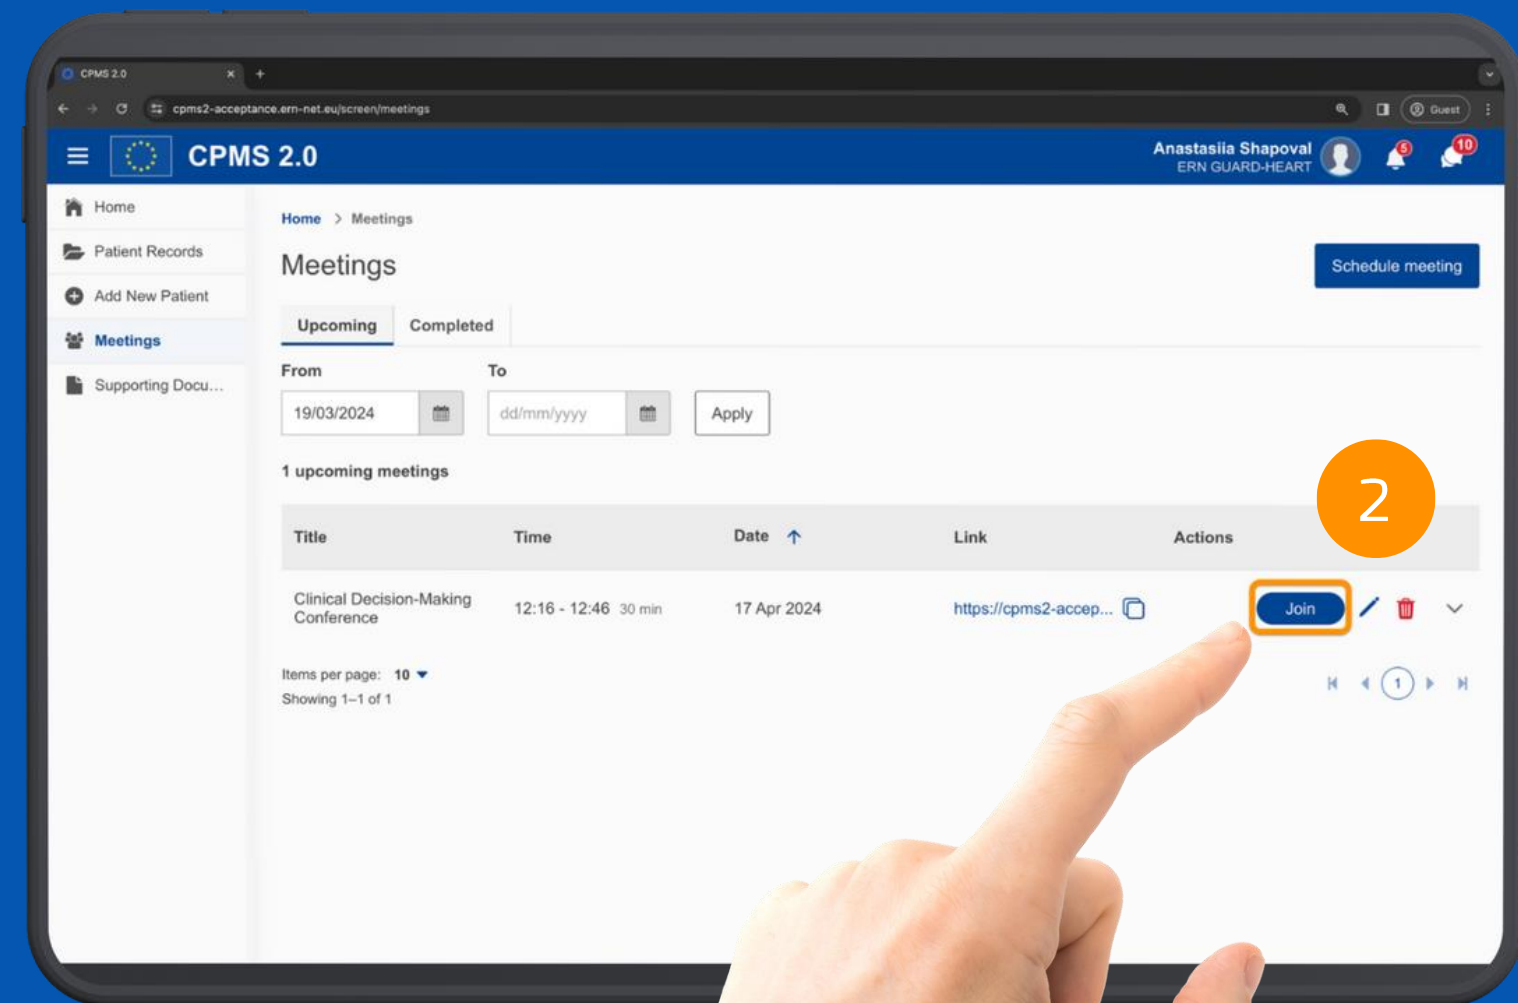 CPMS 2.0
cpms2-acceptance.ern-net.eu/screen/meetings
Guest
CPMS 2.0
Anastasiia Shapoval
ERN GUARD-HEART
5
10
Home
Patient Records
Add New Patient
Meetings
Supporting Docu...
Home > Meetings
Meetings
Schedule meeting
Upcoming Completed
From To
19/03/2024 dd/mm/yyyy Apply
1 upcoming meetings
2
Title Time Date Link Actions
Clinical Decision-Making
Conference
12:16 - 12:46 30 min 17 Apr 2024 https://cpms2-accep... Join
Items per page: 10
Showing 1–1 of 1
1